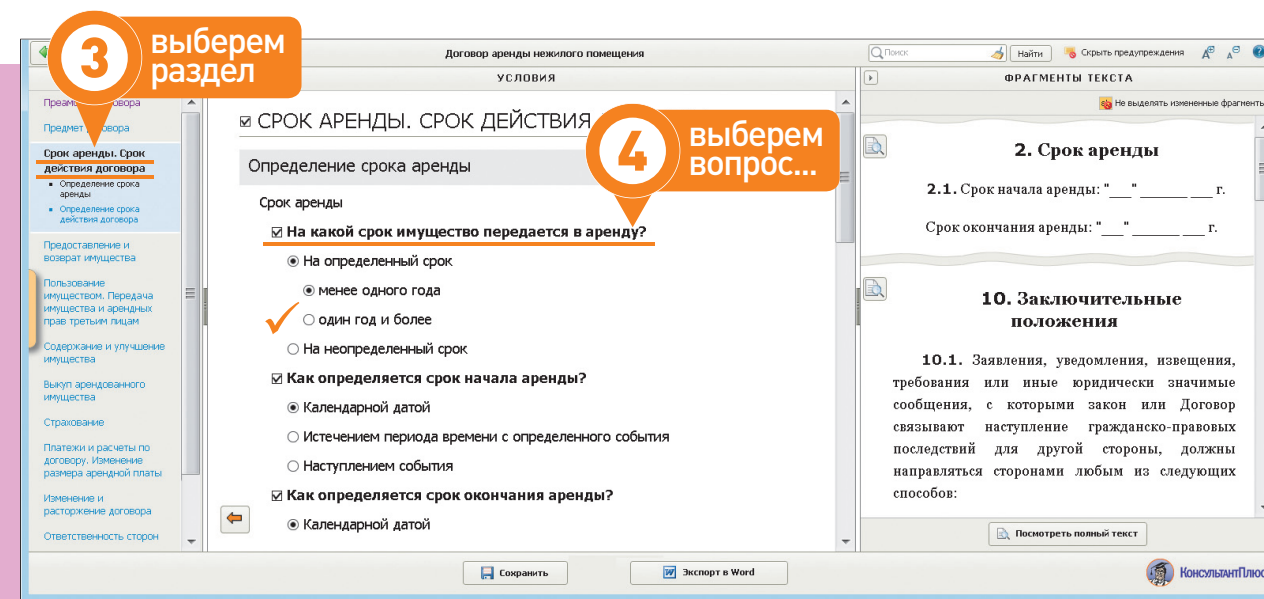 3 выберем
раздел
Договор аренды нежилого помещения
Поиск
Найти
Скрыть предупреждения
УСЛОВИЯ
ФРАГМЕНТЫ ТЕКСТА
Не выделять измененные фрагменты
Предмет
Срок аренды. Срок
действия договора
Определение срока
аренды
Определение срока
действия договора
Предоставление и
возврат имущества
Пользование
имуществом. Передача
имущества и арендных
прав третьим лицам
Содержание и улучшение
имущества
Выкуп арендованного
имущества
Страхование
Платежи и расчеты по
договору. Изменение
размера арендной платы
Изменение и
расторжение договора
Ответственность сторон
СРОК АРЕНДЫ. СРОК ДЕЙСТВИЯ
4 выберем
вопрос...
Определение срока аренды
Срок аренды
На какой срок имущество передается в аренду?
На определенный срок
менее одного года
один год и более
На неопределенный срок
Как определяется срок начала аренды?
Календарной датой
Истечением периода времени с определенного события
Наступлением события
Как определяется срок окончания аренды?
Календарной датой
2. Срок аренды
2.1. Срок начала аренды: "___" _______ ___ г.
Срок окончания аренды: "___" _______ ___ г.
10. Заключительные
положения
10.1. Заявления, уведомления, извещения,
требования или иные юридически значимые
сообщения, с которыми закон или Договор
связывают наступление гражданско-правовых
последствий для другой стороны, должны
направляться сторонами любым из следующих
способов:
Посмотреть полный текст
Сохранить
Экспорт в Word
КонсультантПлюс